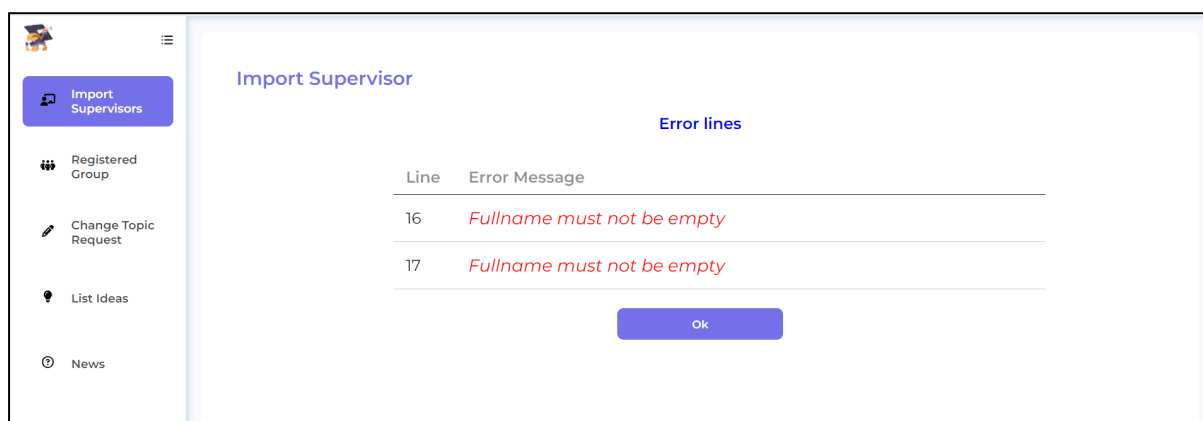 Import
Supervisors
Registered
Group
Change Topic
Request
List Ideas
News
Import Supervisor
Error lines
Line Error Message
16 Fullname must not be empty
17 Fullname must not be empty
Ok